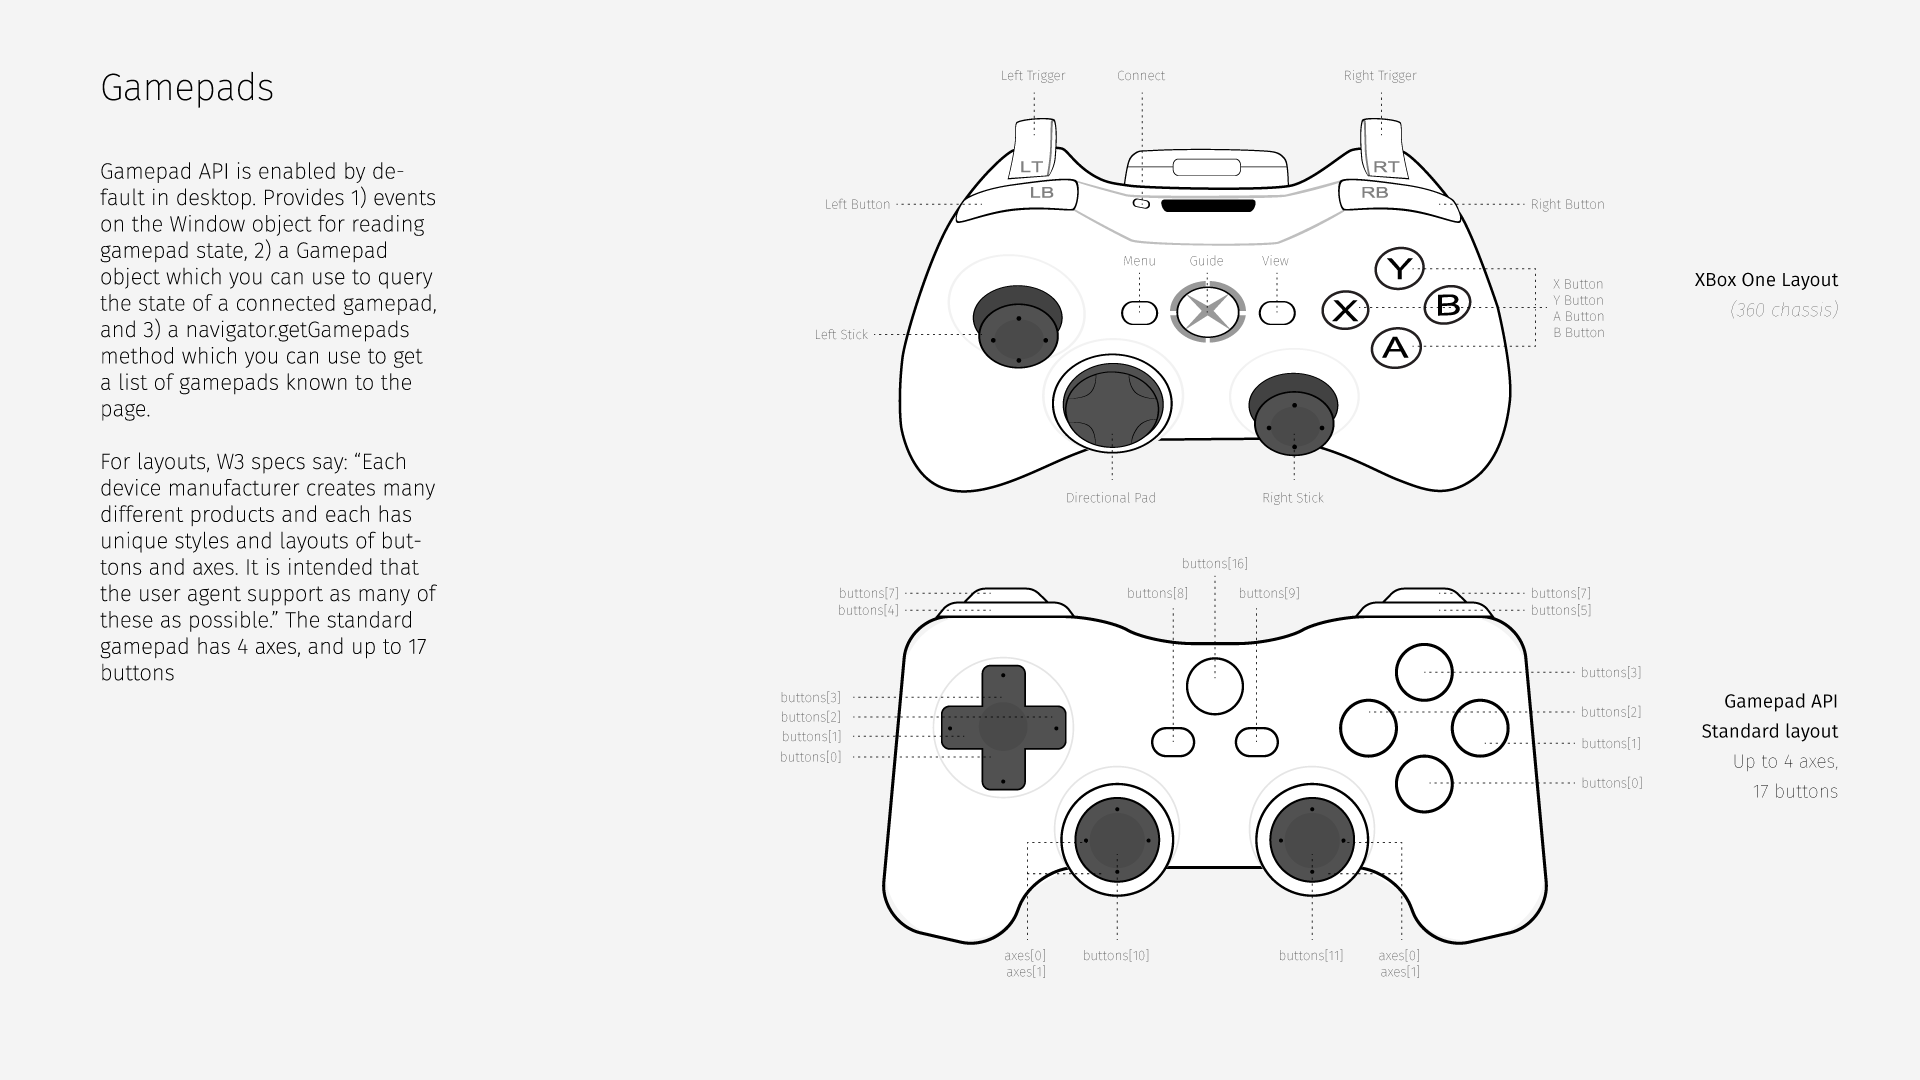 Gamepads
Gamepad API is enabled by de-
fault in desktop. Provides 1) events
on the Window object for reading
gamepad state, 2) a Gamepad
object which you can use to query
the state of a connected gamepad,
and 3) a navigator.getGamepads
method which you can use to get
a list of gamepads known to the
page.
For layouts, W3 specs say: “Each
device manufacturer creates many
different products and each has
unique styles and layouts of but-
tons and axes. It is intended that
the user agent support as many of
these as possible.” The standard
gamepad has 4 axes, and up to 17
buttons
Left Trigger
Connect
Right Trigger
LT
RT
LB
RB
Left Button
Right Button
Menu
Guide
View
Y
X
B
A
X Button
Y Button
A Button
B Button
Left Stick
Directional Pad
Right Stick
XBox One Layout
(360 chassis)
buttons[16]
buttons[7]
buttons[8]
buttons[9]
buttons[7]
buttons[4]
buttons[5]
buttons[3]
buttons[2]
buttons[1]
buttons[0]
buttons[3]
buttons[2]
buttons[1]
buttons[0]
axes[0]
axes[1]
buttons[10]
buttons[11]
axes[0]
axes[1]
Gamepad API
Standard layout
Up to 4 axes,
17 buttons